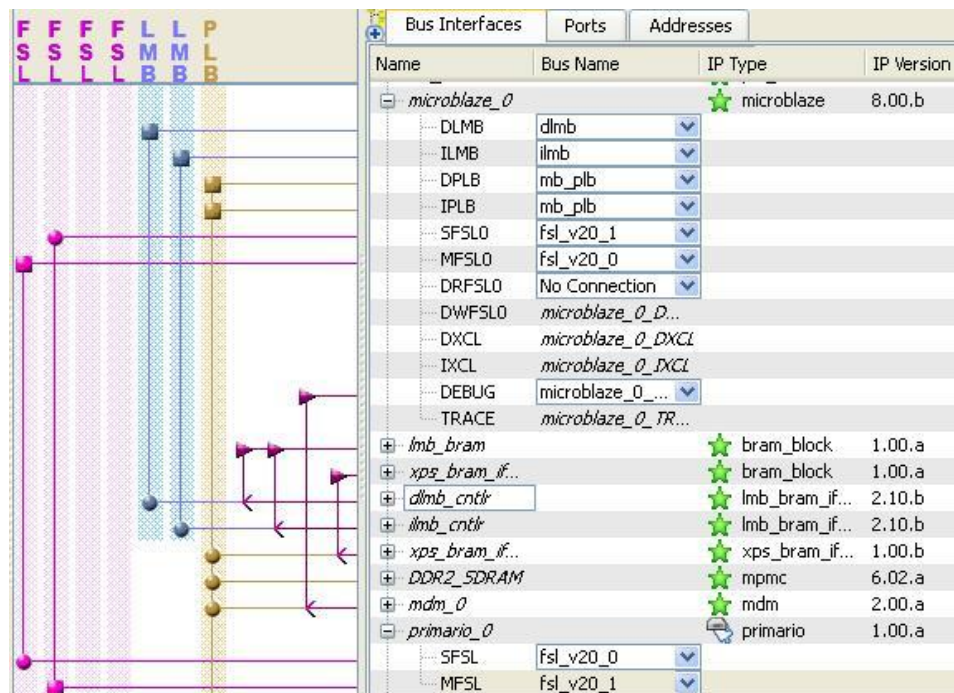 F F F F L L P
S S S S M M L
L L L L B B B
Bus Interfaces Ports Addresses
Name Bus Name IP Type IP Version
microblaze_0 microblaze 8.00.b
DLMB dlmb
ILMB ilmb
DPLB mb_plb
IPLB mb_plb
SFSL0 fsl_v20_1
MFSL0 fsl_v20_0
DRFSL0 No Connection
DWFSL0 microblaze_0_D...
DXCL microblaze_0_DXCL
IXCL microblaze_0_IXCL
DEBUG microblaze_0_...
TRACE microblaze_0_TR...
lmb_bram bram_block 1.00.a
xps_bram_if... bram_block 1.00.a
dlmb_cntlr lmb_bram_if... 2.10.b
ilmb_cntlr lmb_bram_if... 2.10.b
xps_bram_if... xps_bram_if... 1.00.b
DDR2_SDRAM mpmc 6.02.a
mdm_0 mdm 2.00.a
primario_0 primario 1.00.a
SFSL fsl_v20_0
MFSL fsl_v20_1